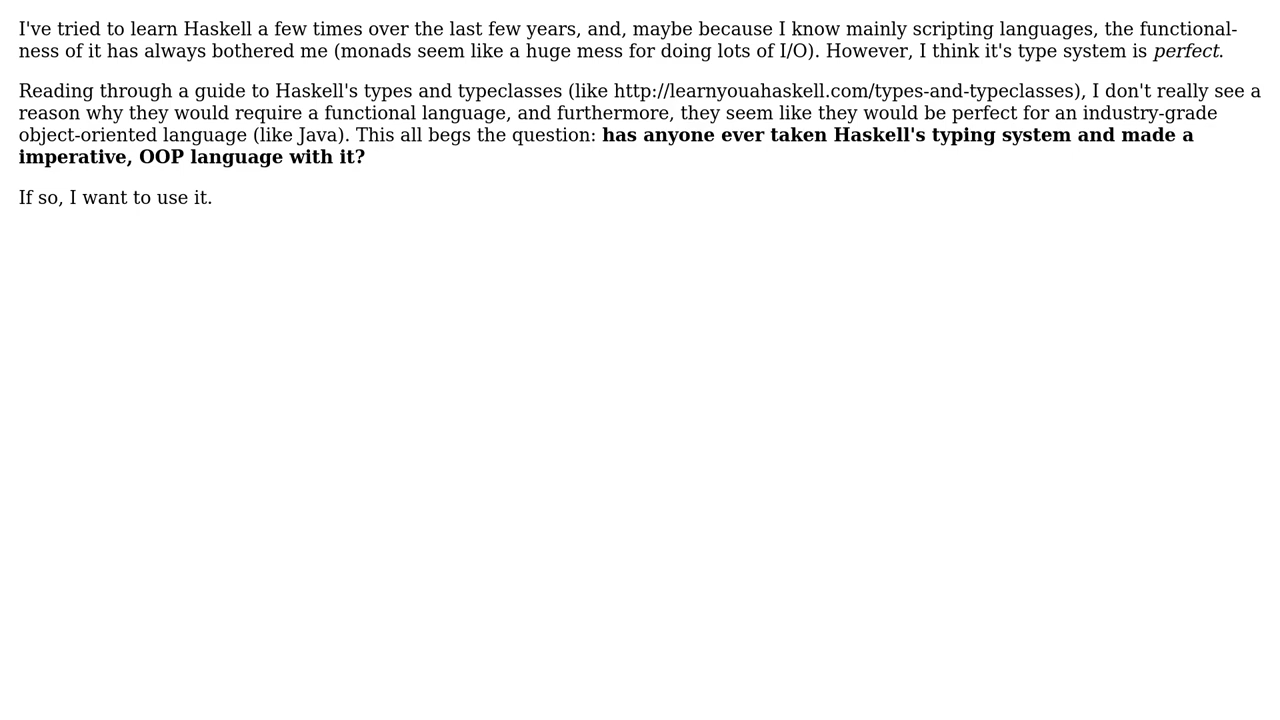 I've tried to learn Haskell a few times over the last few years, and, maybe because I know mainly scripting languages, the functional-
ness of it has always bothered me (monads seem like a huge mess for doing lots of I/O). However, I think it's type system is perfect.
Reading through a guide to Haskell's types and typeclasses (like http://learnyouahaskell.com/types-and-typeclasses), I don't really see a
reason why they would require a functional language, and furthermore, they seem like they would be perfect for an industry-grade
object-oriented language (like Java). This all begs the question: has anyone ever taken Haskell's typing system and made a
imperative, OOP language with it?
If so, I want to use it.